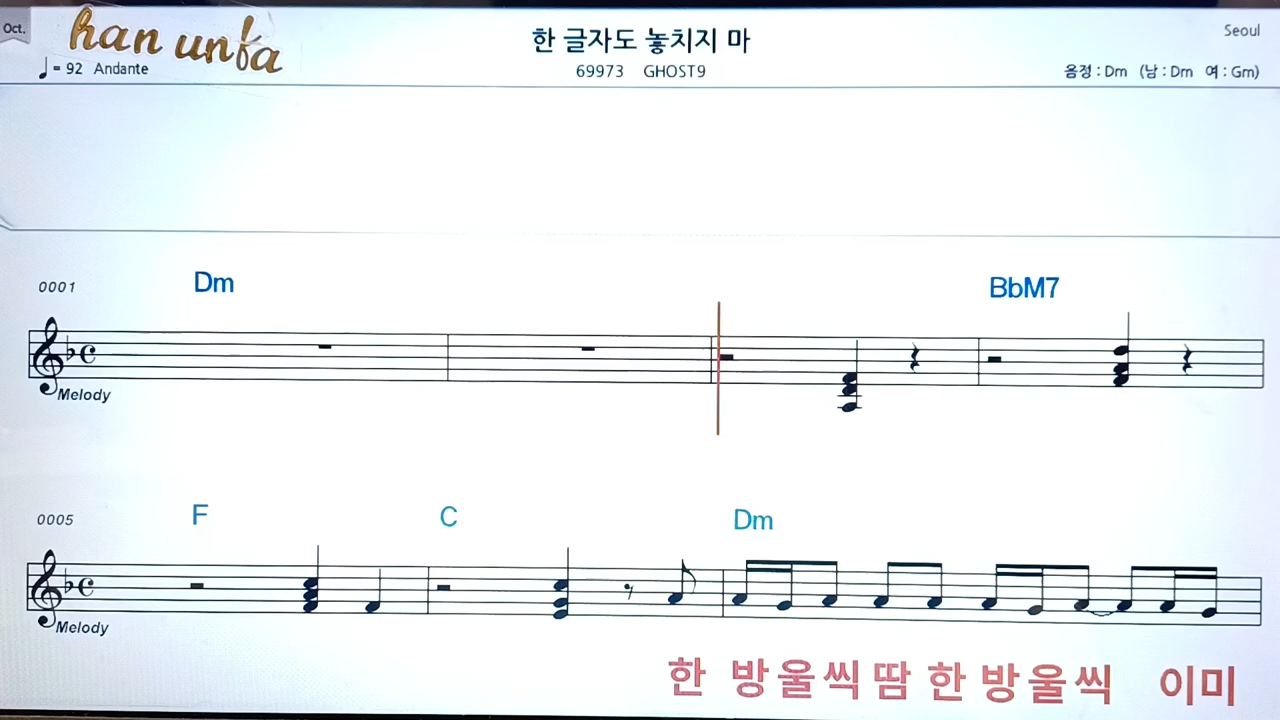 Oct.
han unfa
한 글자도 놓치지 마
Seoul
= 92 Andante
69973 GHOST9
음정 : Dm (남 : Dm 여 : Gm)
0001
Dm
BbM7
Melody
0005
F
C
Dm
Melody
한 방울씩 땀 한 방울씩 이미